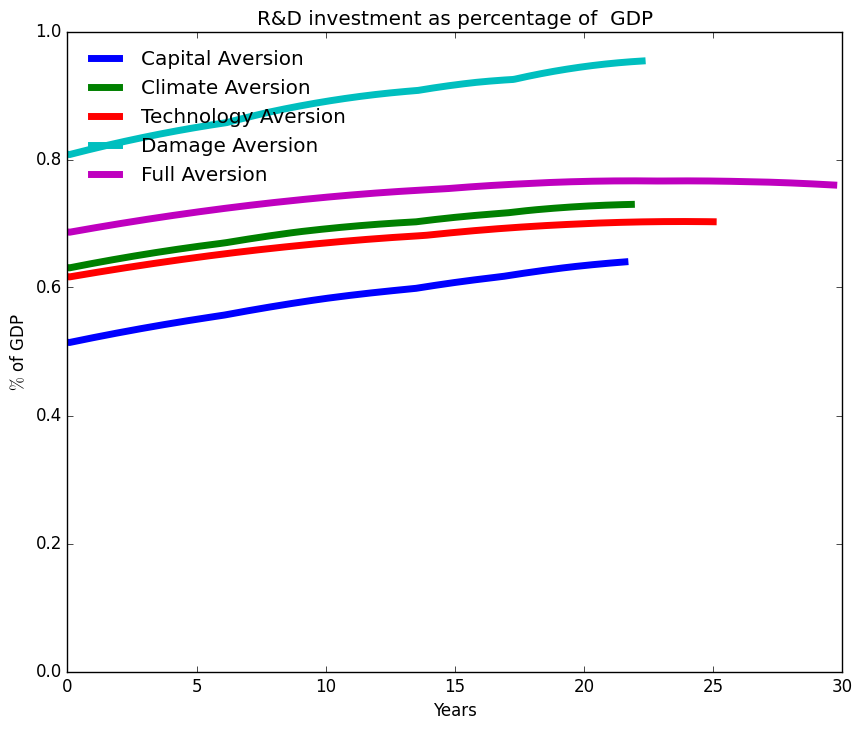 R&D investment as percentage of  GDP
1.0
0.8
0.6
0.4
0.2
0.0
% of GDP
Capital Aversion
Climate Aversion
Technology Aversion
Damage Aversion
Full Aversion
0 5 10 15 20 25 30
Years